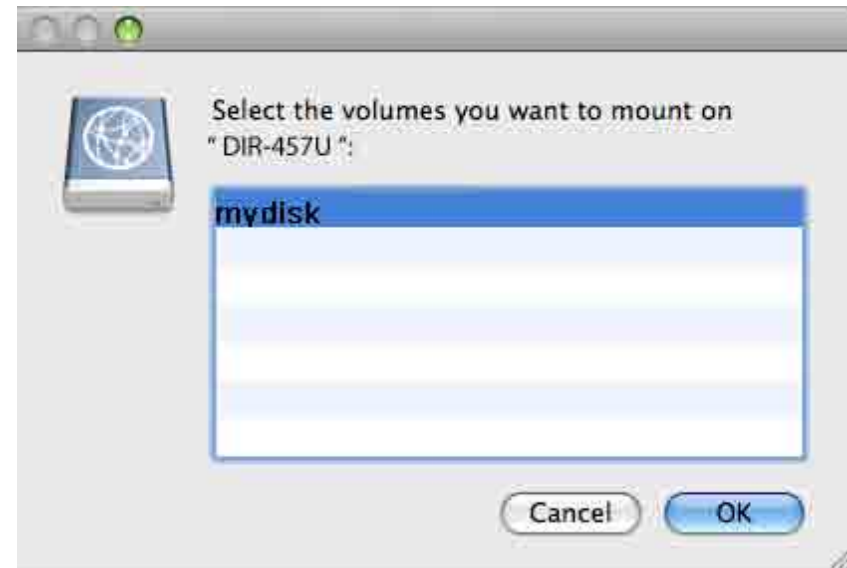 Select the volumes you want to mount on
“ DIR-457U “:
mydisk
Cancel
OK